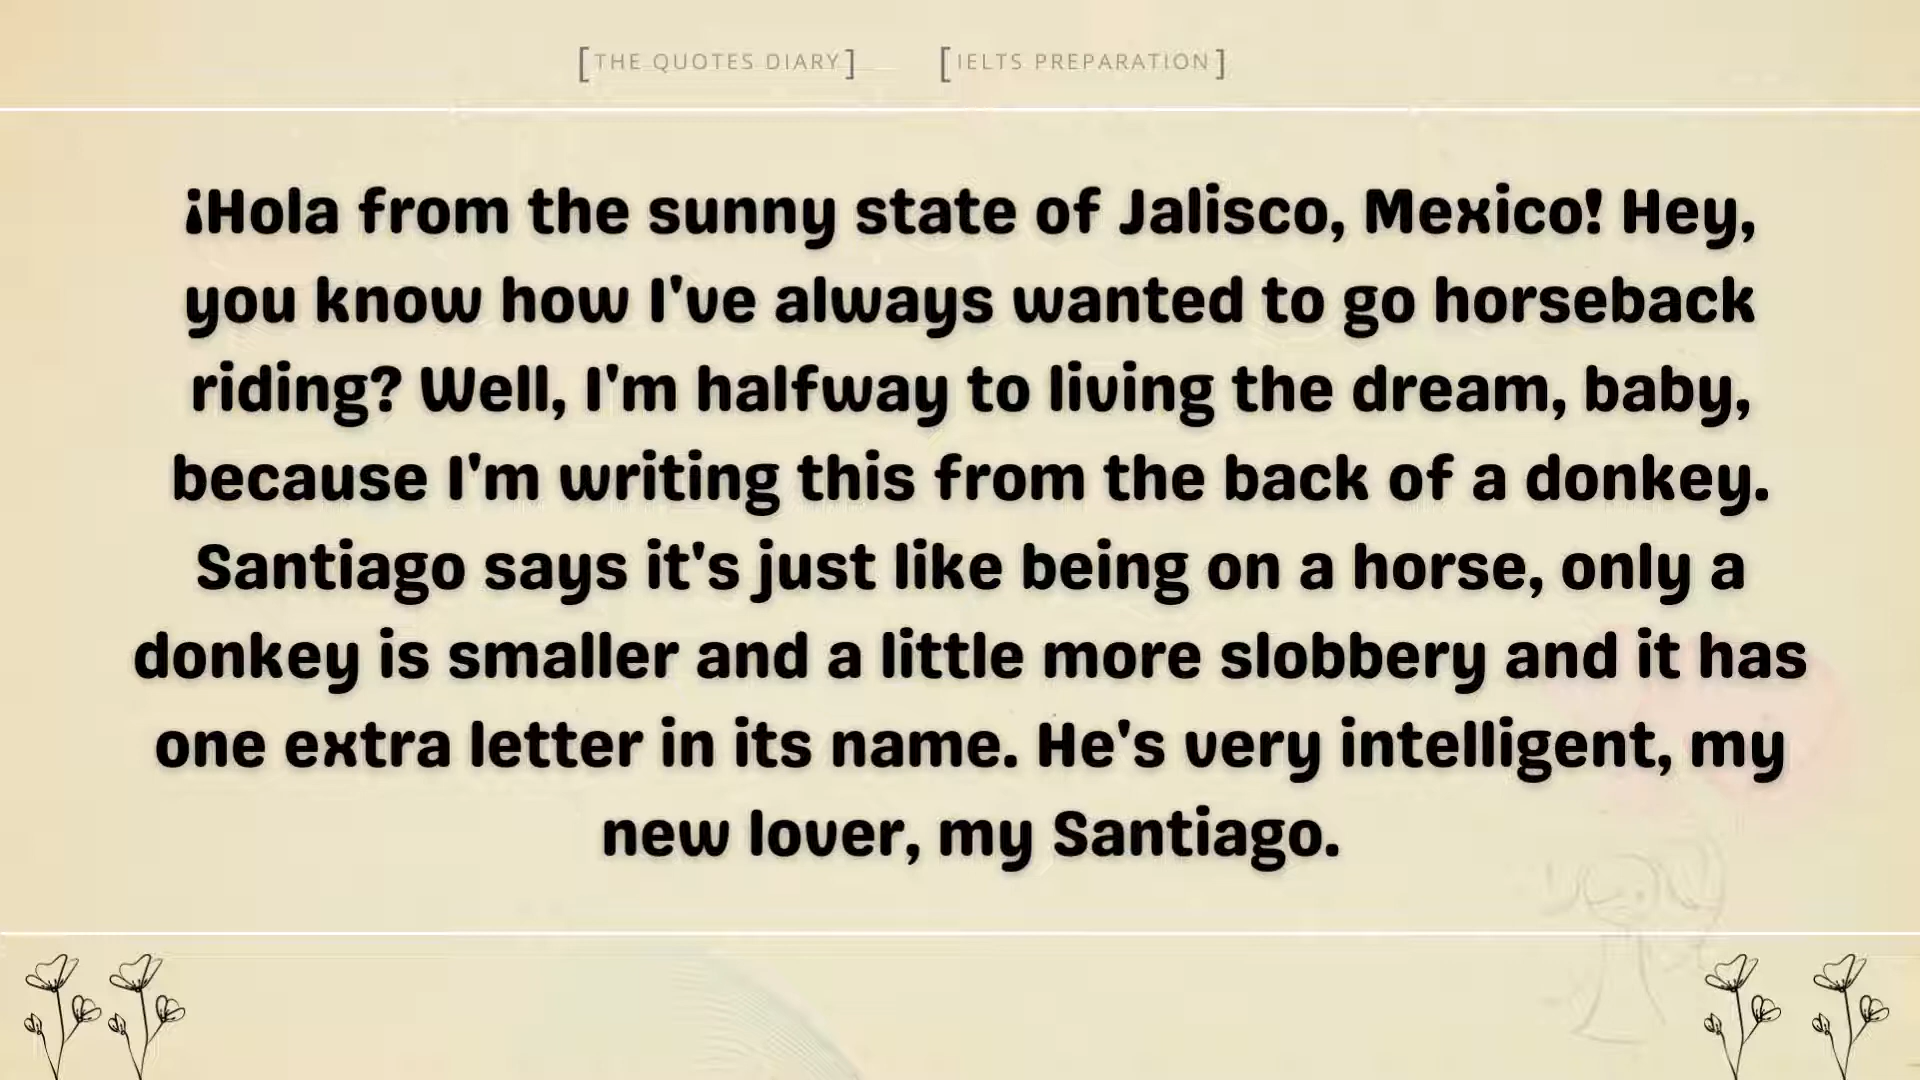 [THE QUOTES DIARY] [IELTS PREPARATION]
¡Hola from the sunny state of Jalisco, Mexico! Hey,
you know how I've always wanted to go horseback
riding? Well, I'm halfway to living the dream, baby,
because I'm writing this from the back of a donkey.
Santiago says it's just like being on a horse, only a
donkey is smaller and a little more slobbery and it has
one extra letter in its name. He's very intelligent, my
new lover, my Santiago.